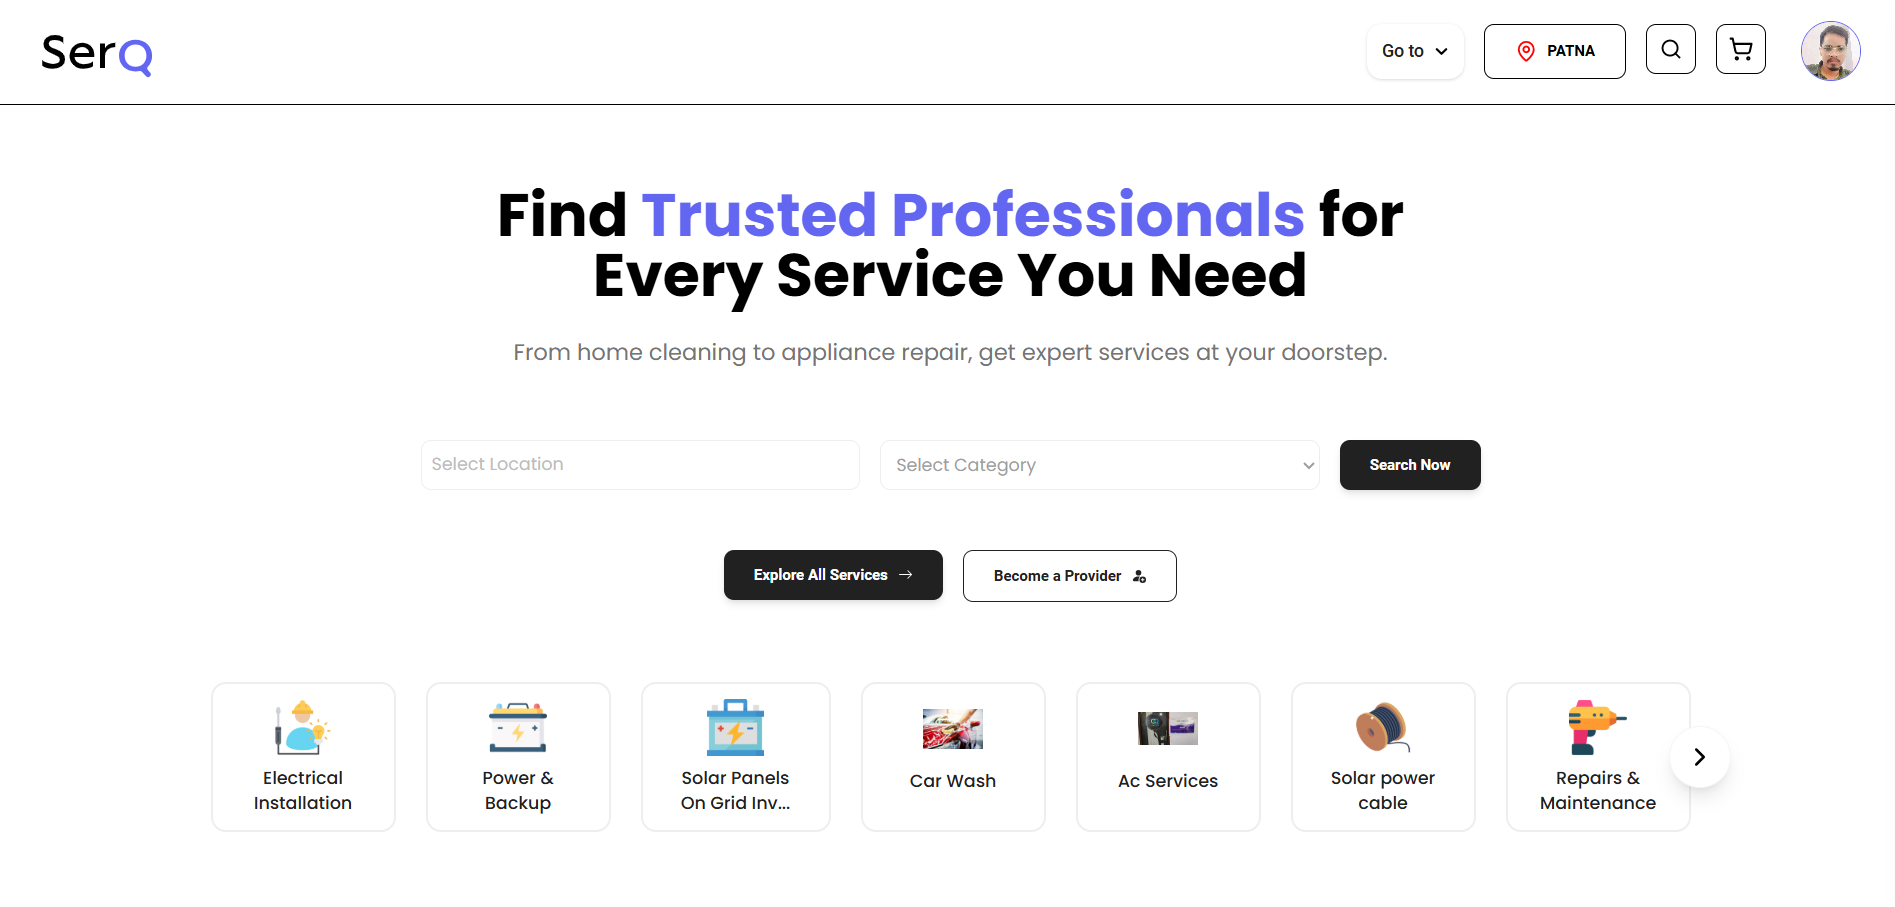 SerQ
Go to
PATNA
Find Trusted Professionals for
Every Service You Need
From home cleaning to appliance repair, get expert services at your doorstep.
Select Location
Select Category
Search Now
Explore All Services
Become a Provider
Electrical
Installation
Power &
Backup
Solar Panels
On Grid Inv...
Car Wash
Ac Services
Solar power
cable
Repairs &
Maintenance